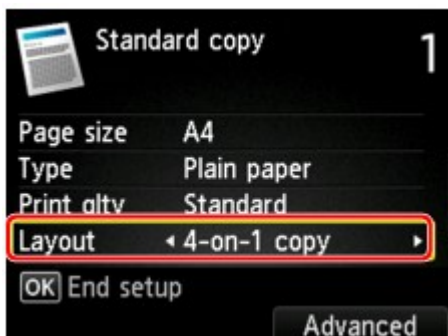 Standard copy 1
Page size A4
Type Plain paper
Print qlty Standard
Layout 4-on-1 copy
OK End setup
Advanced